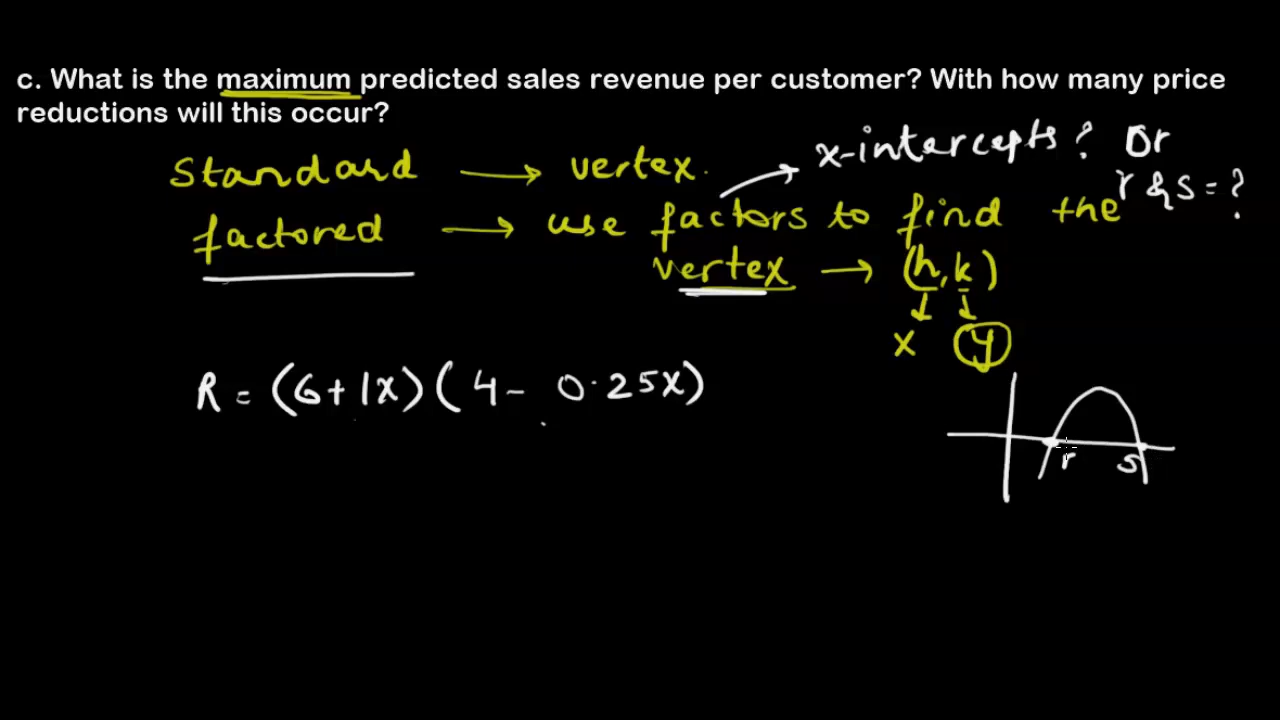 c. What is the maximum predicted sales revenue per customer? With how many price
reductions will this occur?
x-intercepts? Or
r & s = ?
standard → vertex.
factored → use factors to find the
vertex → (h, k)
x y
R = (6+1x)(4- 0.25x)
r s